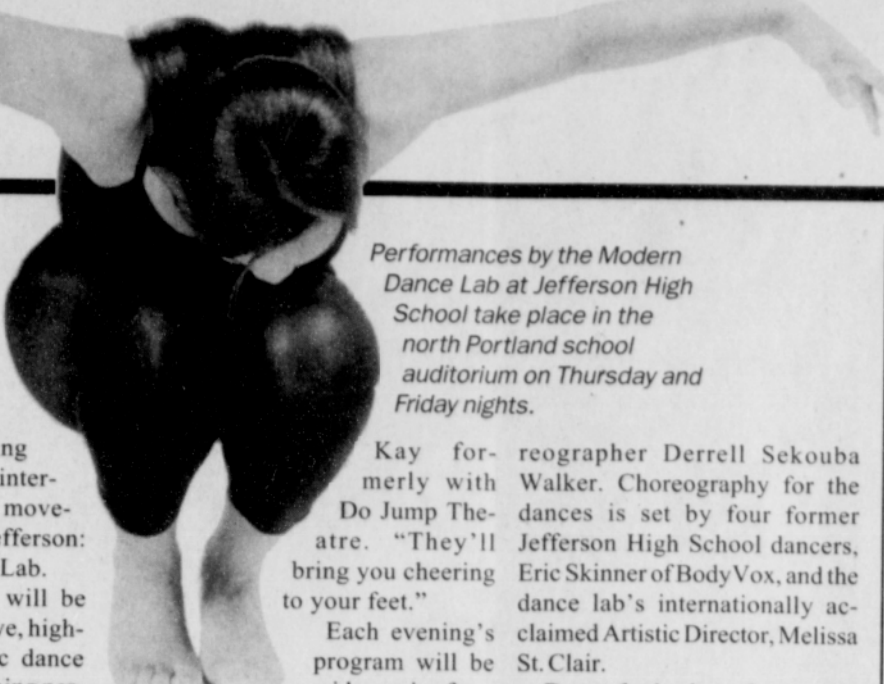 Performances by the Modern
Dance Lab at Jefferson High
School take place in the
north Portland school
auditorium on Thursday and
Friday nights.
ng
inter-
move-
efferson:
Lab.
will be
ve, high-
c dance
Kay for-
merly with
Do Jump The-
atre. “They’ll
bring you cheering
to your feet.”
Each evening’s
program will be
reographer Derrell Sekouba
Walker. Choreography for the
dances is set by four former
Jefferson High School dancers,
Eric Skinner of BodyVox, and the
dance lab’s internationally ac-
claimed Artistic Director, Melissa
St. Clair.